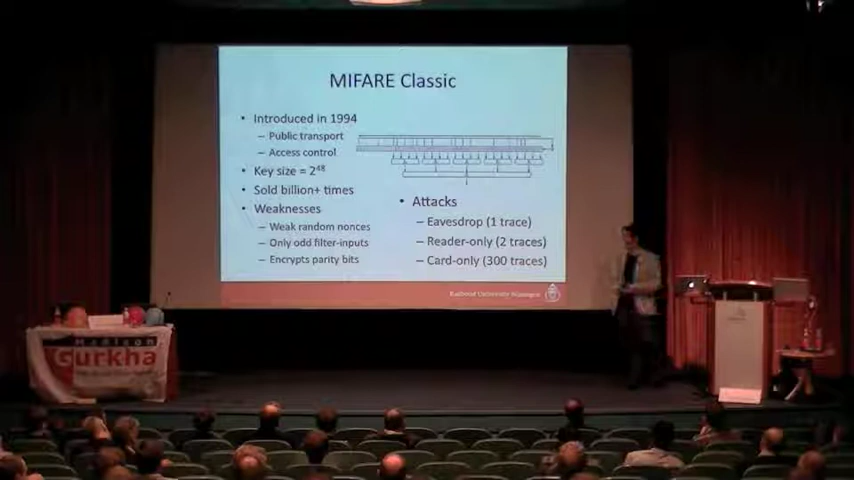 MIFARE Classic
• Introduced in 1994
– Public transport
– Access control
• Key size = 2⁴⁸
• Sold billion+ times
• Weaknesses
– Weak random nonces
– Only odd filter-inputs
– Encrypts parity bits
• Attacks
– Eavesdrop (1 trace)
– Reader-only (2 traces)
– Card-only (300 traces)
Radboud University Nijmegen
Madison
Gurkha